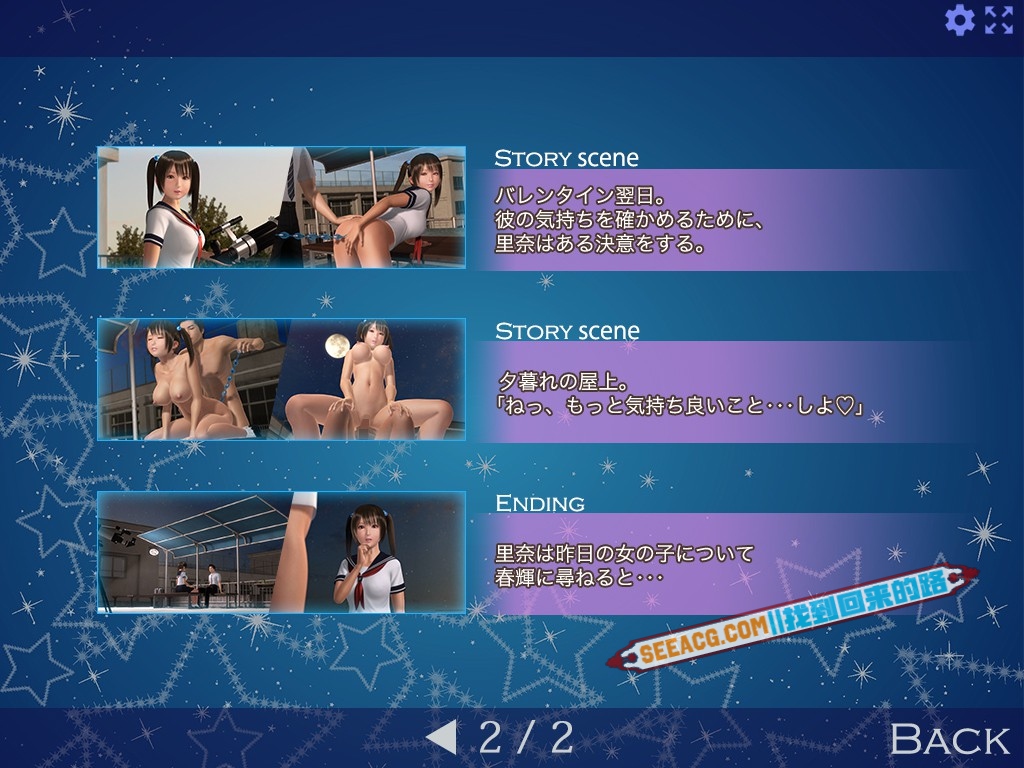 STORY scene
バレンタイン翌日。
彼の気持ちを確かめるために、
里奈はある決意をする。
STORY scene
夕暮れの屋上。
「ねっ、もっと気持ち良いこと･･･しよ♡」
ENDING
里奈は昨日の女の子について
春輝に尋ねると･･･
SEEACG.COM||找到回来的路
2 / 2
BACK